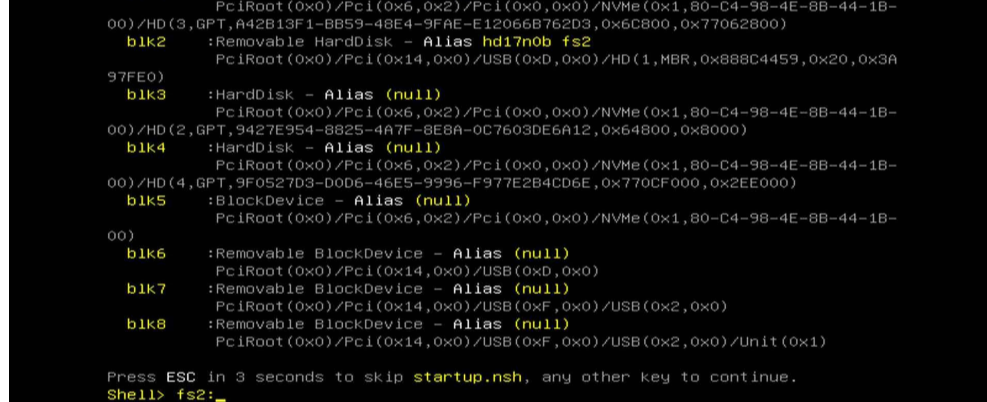 PciRoot(0x0)/Pci(0x6,0x2)/Pci(0x0,0x0)/NVMe(0x1,80-C4-98-4E-8B-44-1B-
00)/HD(3,GPT,A42B13F1-BB59-48E4-9FAE-E12066B762D3,0x6C800,0x77062800)
blk2 :Removable HardDisk - Alias hd17n0b fs2
PciRoot(0x0)/Pci(0x14,0x0)/USB(0xD,0x0)/HD(1,MBR,0x888C4459,0x20,0x3A
97FE0)
blk3 :HardDisk - Alias (null)
PciRoot(0x0)/Pci(0x6,0x2)/Pci(0x0,0x0)/NVMe(0x1,80-C4-98-4E-8B-44-1B-
00)/HD(2,GPT,9427E954-8825-4A7F-8E8A-0C7603DE6A12,0x64800,0x8000)
blk4 :HardDisk - Alias (null)
PciRoot(0x0)/Pci(0x6,0x2)/Pci(0x0,0x0)/NVMe(0x1,80-C4-98-4E-8B-44-1B-
00)/HD(4,GPT,9F0527D3-D0D6-46E5-9996-F977E2B4CD6E,0x770CF000,0x2EE000)
blk5 :BlockDevice - Alias (null)
PciRoot(0x0)/Pci(0x6,0x2)/Pci(0x0,0x0)/NVMe(0x1,80-C4-98-4E-8B-44-1B-
00)
blk6 :Removable BlockDevice - Alias (null)
PciRoot(0x0)/Pci(0x14,0x0)/USB(0xD,0x0)
blk7 :Removable BlockDevice - Alias (null)
PciRoot(0x0)/Pci(0x14,0x0)/USB(0xF,0x0)/USB(0x2,0x0)
blk8 :Removable BlockDevice - Alias (null)
PciRoot(0x0)/Pci(0x14,0x0)/USB(0xF,0x0)/USB(0x2,0x0)/Unit(0x1)
Press ESC in 3 seconds to skip startup.nsh, any other key to continue.
Shell> fs2:_